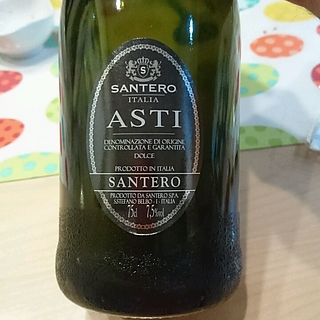 S
SANTERO
ITALIA
ASTI
DENOMINAZIONE DI ORIGINE
CONTROLLATA E GARANTITA
DOLCE
PRODOTTO IN ITALIA
SANTERO
PRODOTTO DA SANTERO S.P.A.
S.STEFANO BELBO - I - ITALIA
75cl 7,5%vol